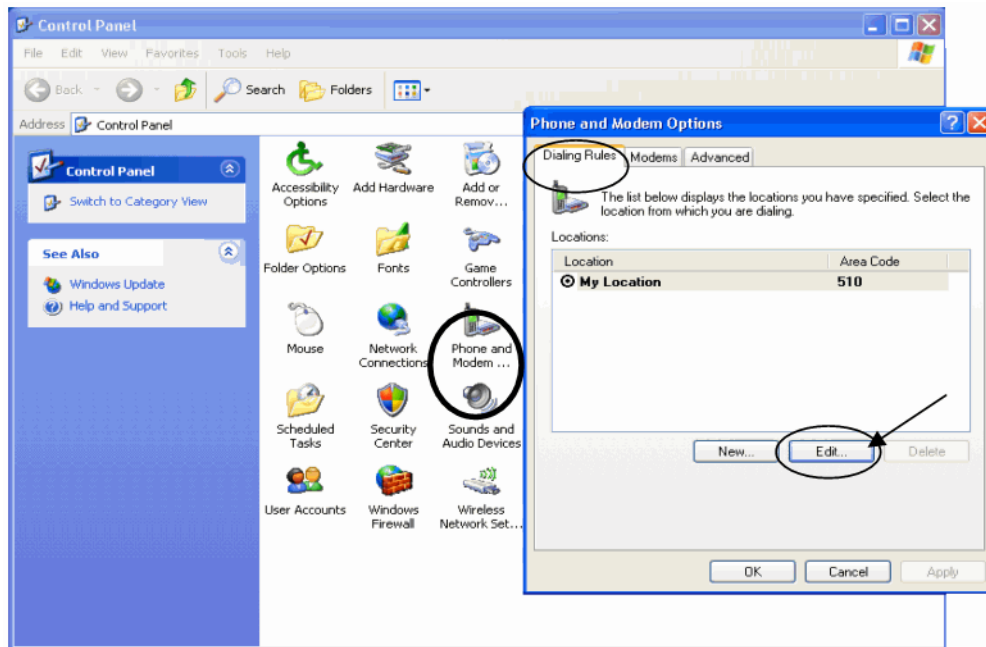 Control Panel
File Edit View Favorites Tools Help
Back Search Folders
Address Control Panel
Control Panel
Switch to Category View
See Also
Windows Update
Help and Support
Accessibility Options
Add Hardware
Add or Remov...
Folder Options
Fonts
Game Controllers
Mouse
Network Connections
Phone and Modem ...
Scheduled Tasks
Security Center
Sounds and Audio Devices
User Accounts
Windows Firewall
Wireless Network Set...
Phone and Modem Options
Dialing Rules Modems Advanced
The list below displays the locations you have specified. Select the
location from which you are dialing.
Locations:
Location Area Code
My Location 510
New... Edit... Delete
OK Cancel Apply